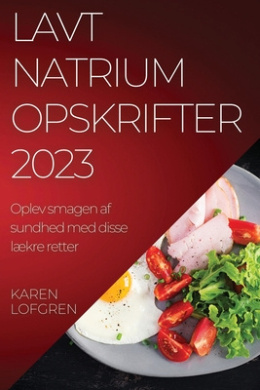 LAVT
NATRIUM
OPSKRIFTER
2023
Oplev smagen af
sundhed med disse
lækre retter
KAREN
LOFGREN